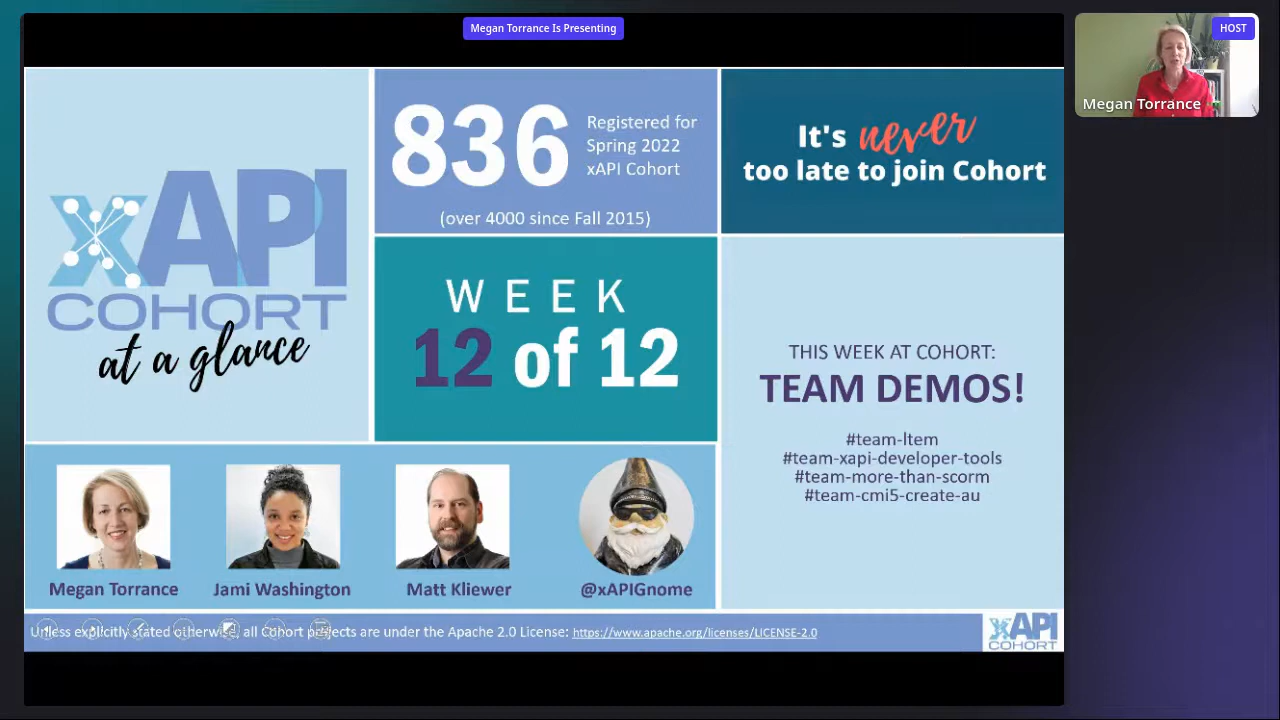 Megan Torrance Is Presenting
HOST
Megan Torrance
xAPI
COHORT
at a glance
836
Registered for
Spring 2022
xAPI Cohort
(over 4000 since Fall 2015)
It's never
too late to join Cohort
WEEK
12 of 12
THIS WEEK AT COHORT:
TEAM DEMOS!
#team-ltem
#team-xapi-developer-tools
#team-more-than-scorm
#team-cmi5-create-au
Megan Torrance
Jami Washington
Matt Kliewer
@xAPIGnome
Unless explicitly stated otherwise, all Cohort projects are under the Apache 2.0 License: https://www.apache.org/licenses/LICENSE-2.0
xAPI
COHORT